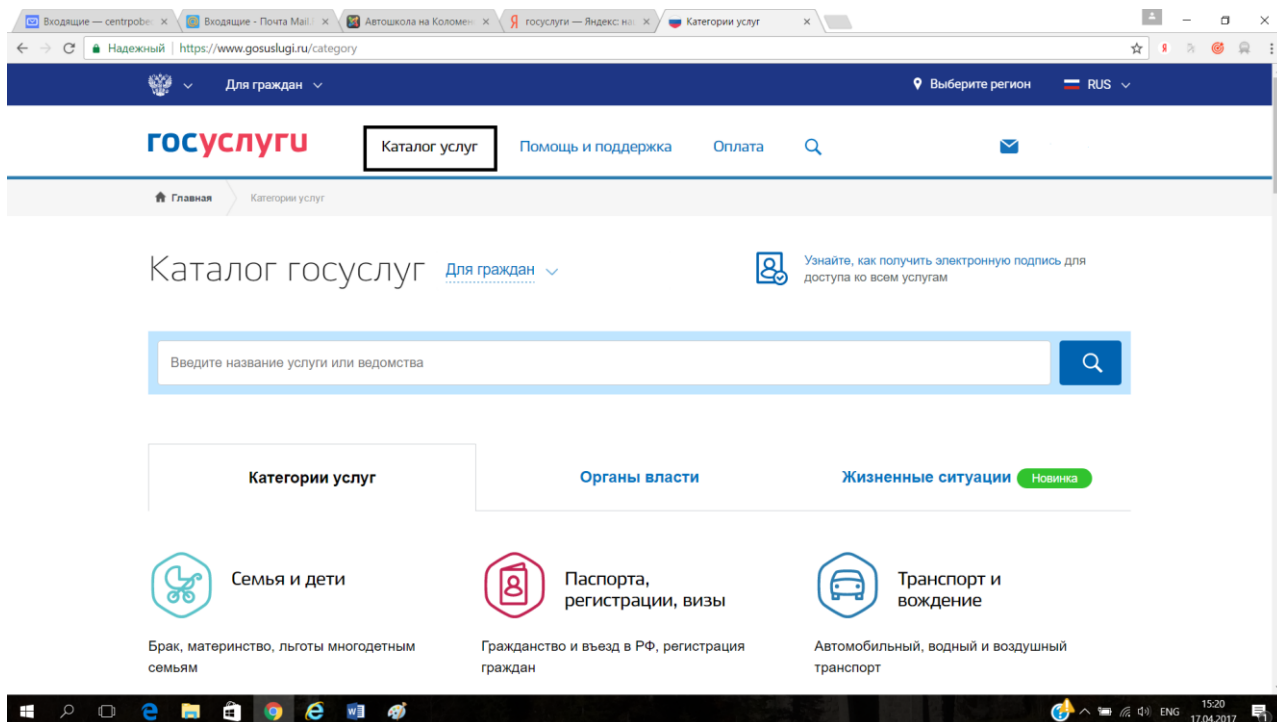 Входящие — centrpobe
Входящие - Почта Mail.
Автошкола на Коломен
госуслуги — Яндекс: на
Категории услуг
Надежный
https://www.gosuslugi.ru/category
Для граждан
Выберите регион
RUS
госуслуги
Каталог услуг
Помощь и поддержка
Оплата
Главная
Категории услуг
Каталог госуслуг
Для граждан
Узнайте, как получить электронную подпись для
доступа ко всем услугам
Введите название услуги или ведомства
Категории услуг
Органы власти
Жизненные ситуации
Новинка
Семья и дети
Паспорта,
регистрации, визы
Транспорт и
вождение
Брак, материнство, льготы многодетным
семьям
Гражданство и въезд в РФ, регистрация
граждан
Автомобильный, водный и воздушный
транспорт
ENG
15:20
17.04.2017